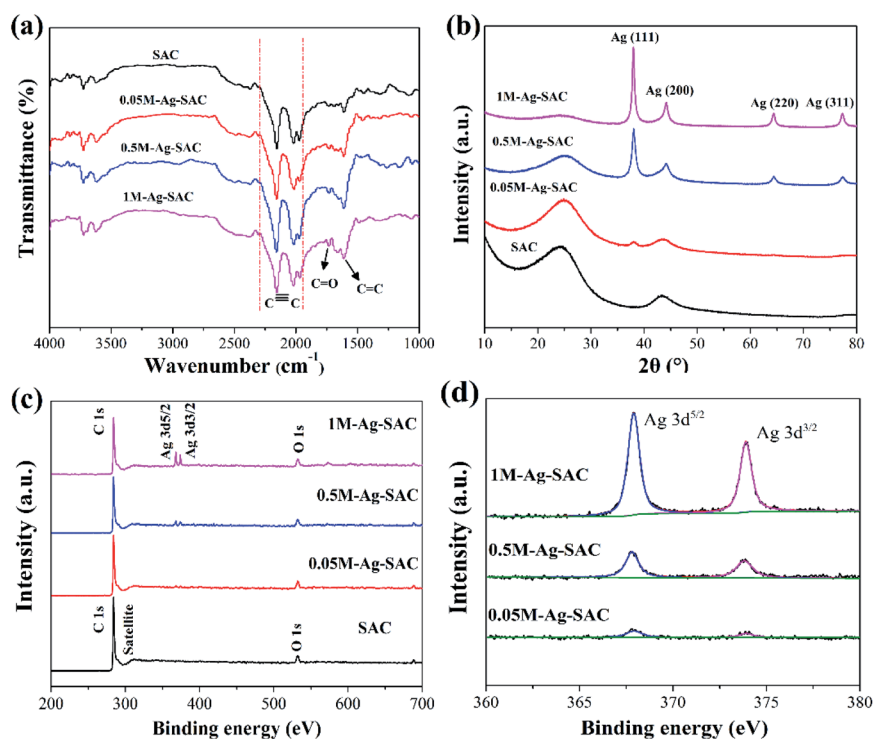 (a)
SAC
0.05M-Ag-SAC
0.5M-Ag-SAC
1M-Ag-SAC
C≡C
C=O
C=C
Transmittance (%)
4000 3500 3000 2500 2000 1500 1000
Wavenumber (cm⁻¹)
(b)
Ag (111)
Ag (200)
Ag (220)
Ag (311)
1M-Ag-SAC
0.5M-Ag-SAC
0.05M-Ag-SAC
SAC
Intensity (a.u.)
10 20 30 40 50 60 70 80
2θ (°)
(c)
C 1s
Ag 3d5/2
Ag 3d3/2
O 1s
1M-Ag-SAC
0.5M-Ag-SAC
0.05M-Ag-SAC
SAC
C 1s
Satellite
O 1s
Intensity (a.u.)
200 300 400 500 600 700
Binding energy (eV)
(d)
Ag 3d5/2
Ag 3d3/2
1M-Ag-SAC
0.5M-Ag-SAC
0.05M-Ag-SAC
Intensity (a.u.)
360 365 370 375 380
Binding energy (eV)